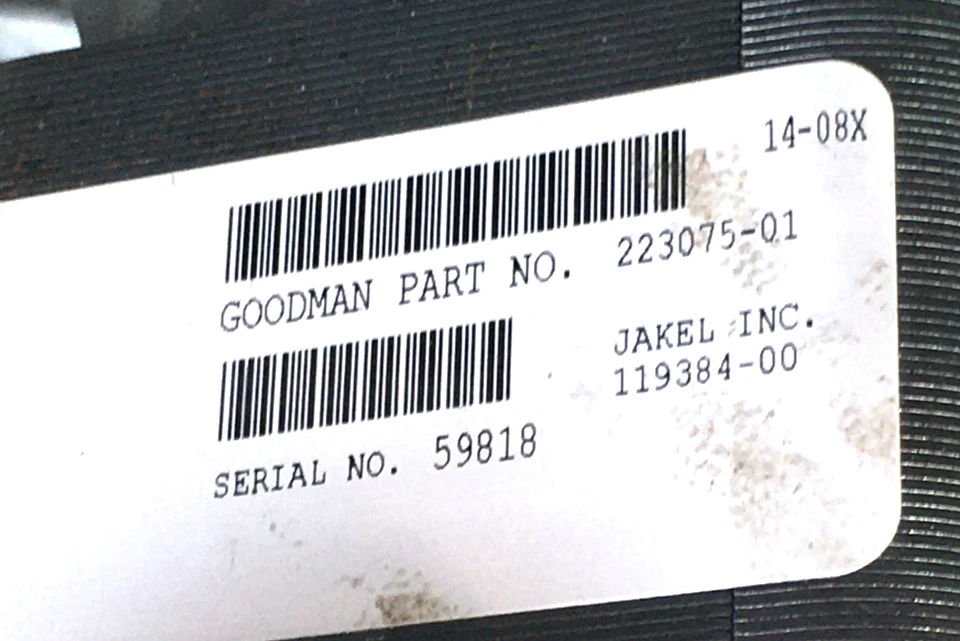 14-08X
GOODMAN PART NO. 223075-01
JAKEL INC.
119384-00
SERIAL NO. 59818